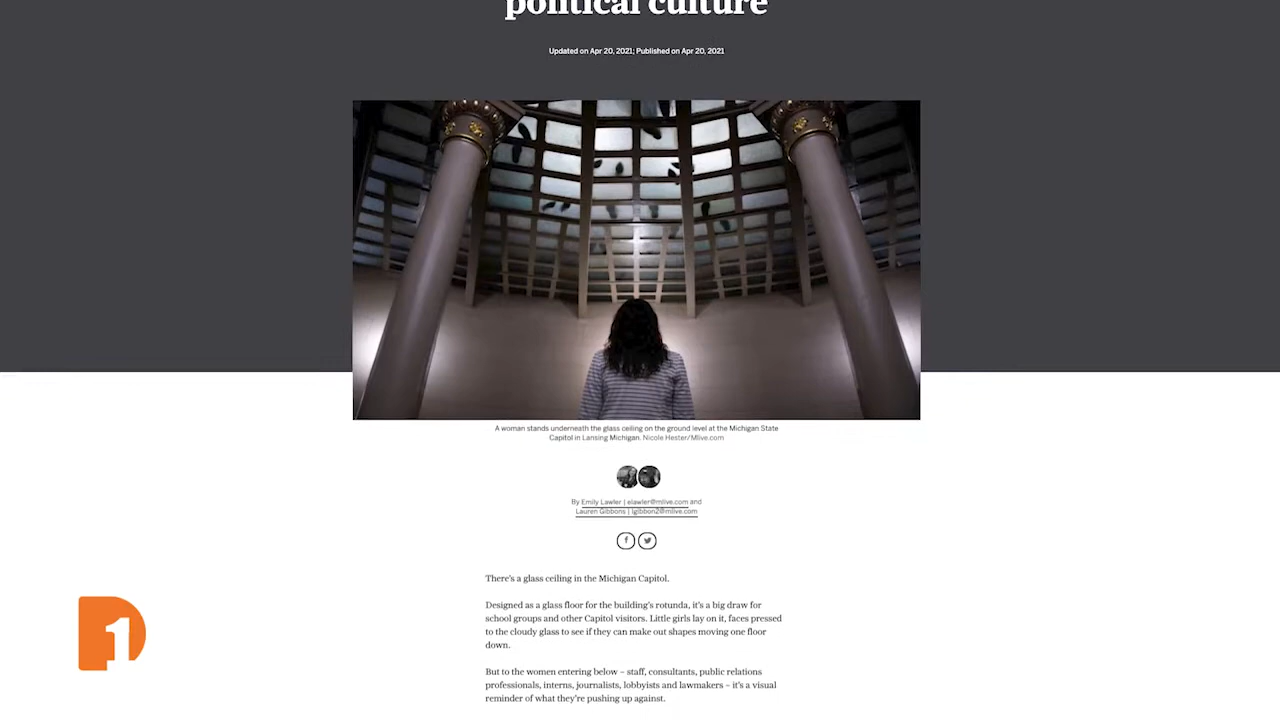 political culture
Updated on Apr 20, 2021; Published on Apr 20, 2021
A woman stands underneath the glass ceiling on the ground level at the Michigan State
Capitol in Lansing Michigan. Nicole Hester/Mlive.com
By Emily Lawler | elawler@mlive.com and
Lauren Gibbons | lgibbon2@mlive.com
f
There's a glass ceiling in the Michigan Capitol.
Designed as a glass floor for the building's rotunda, it's a big draw for
school groups and other Capitol visitors. Little girls lay on it, faces pressed
to the cloudy glass to see if they can make out shapes moving one floor
down.
But to the women entering below – staff, consultants, public relations
professionals, interns, journalists, lobbyists and lawmakers – it's a visual
reminder of what they're pushing up against.
1